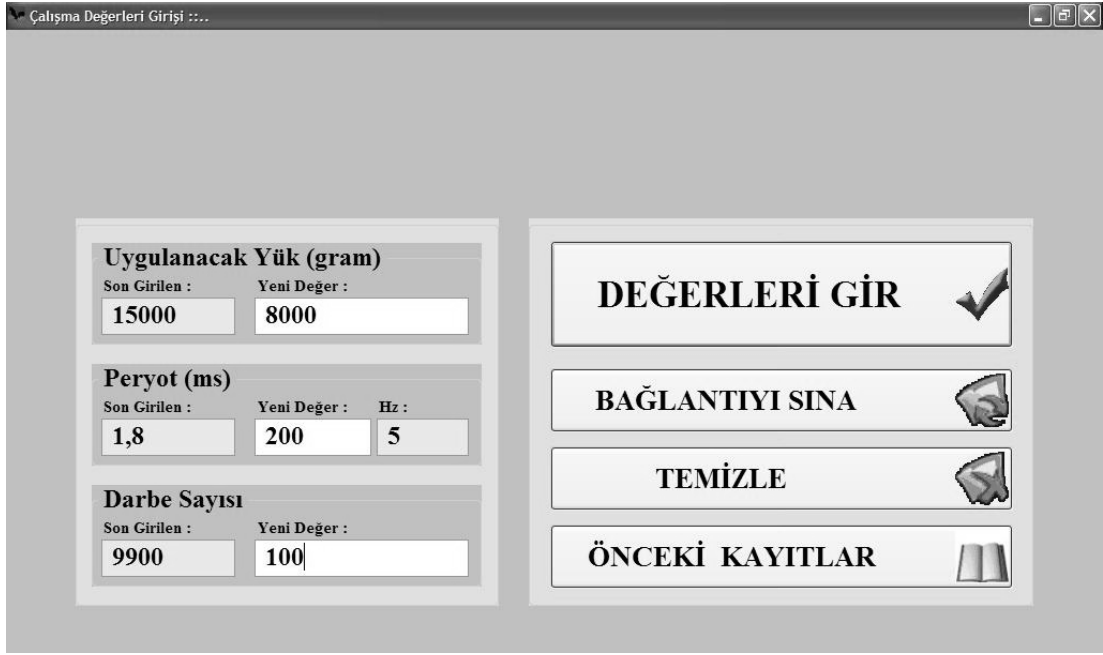 Çalışma Değerleri Girişi ::..
Uygulanacak Yük (gram)
Son Girilen : Yeni Değer :
15000 8000
Peryot (ms)
Son Girilen : Yeni Değer : Hz :
1,8 200 5
Darbe Sayısı
Son Girilen : Yeni Değer :
9900 100
DEĞERLERİ GİR
BAĞLANTIYI SINA
TEMİZLE
ÖNCEKİ KAYITLAR